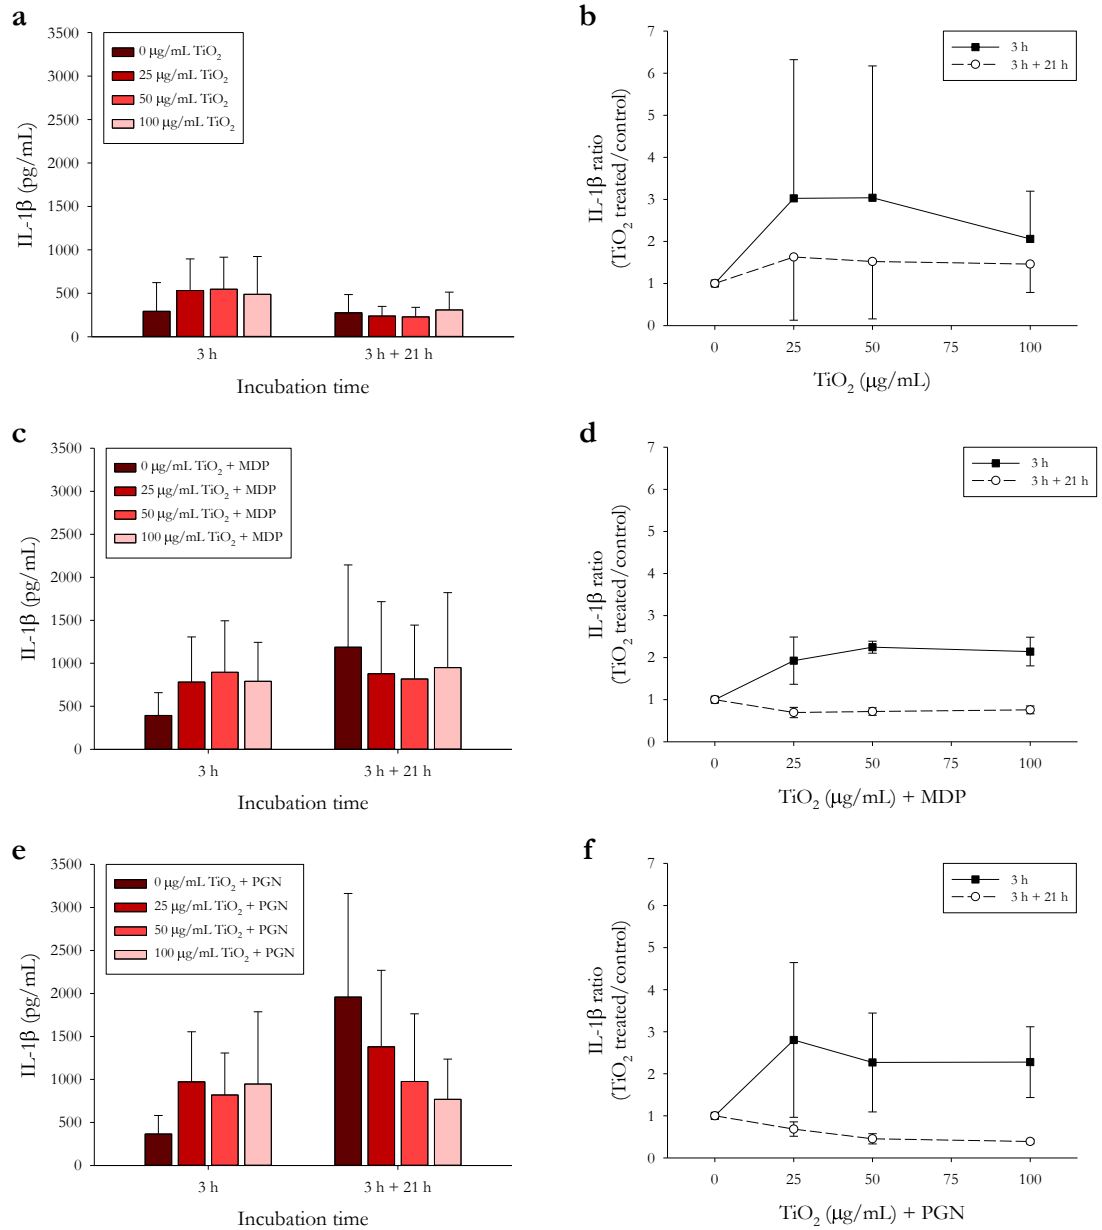 a
3500
3000
2500
2000
1500
1000
500
0
IL-1β (pg/mL)
0 μg/mL TiO2
25 μg/mL TiO2
50 μg/mL TiO2
100 μg/mL TiO2
3 h
3 h + 21 h
Incubation time
b
7
6
5
4
3
2
1
0
IL-1β ratio
(TiO2 treated/control)
3 h
3 h + 21 h
0
25
50
75
100
TiO2 (μg/mL)
c
3500
3000
2500
2000
1500
1000
500
0
IL-1β (pg/mL)
0 μg/mL TiO2 + MDP
25 μg/mL TiO2 + MDP
50 μg/mL TiO2 + MDP
100 μg/mL TiO2 + MDP
3 h
3 h + 21 h
Incubation time
d
7
6
5
4
3
2
1
0
IL-1β ratio
(TiO2 treated/control)
3 h
3 h + 21 h
0
25
50
75
100
TiO2 (μg/mL) + MDP
e
3500
3000
2500
2000
1500
1000
500
0
IL-1β (pg/mL)
0 μg/mL TiO2 + PGN
25 μg/mL TiO2 + PGN
50 μg/mL TiO2 + PGN
100 μg/mL TiO2 + PGN
3 h
3 h + 21 h
Incubation time
f
7
6
5
4
3
2
1
0
IL-1β ratio
(TiO2 treated/control)
3 h
3 h + 21 h
0
25
50
75
100
TiO2 (μg/mL) + PGN